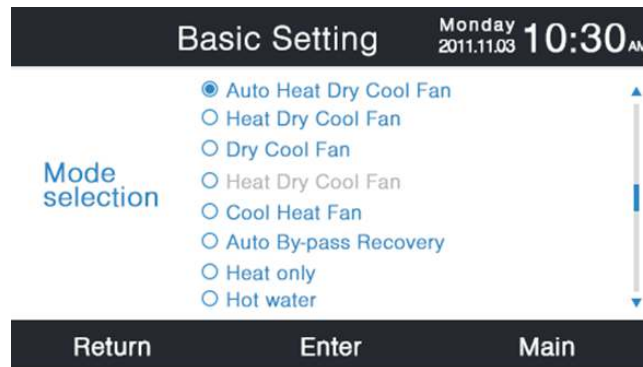 Basic Setting
Monday
2011.11.03
10:30 AM
Mode
selection
Auto Heat Dry Cool Fan
Heat Dry Cool Fan
Dry Cool Fan
Heat Dry Cool Fan
Cool Heat Fan
Auto By-pass Recovery
Heat only
Hot water
Return
Enter
Main